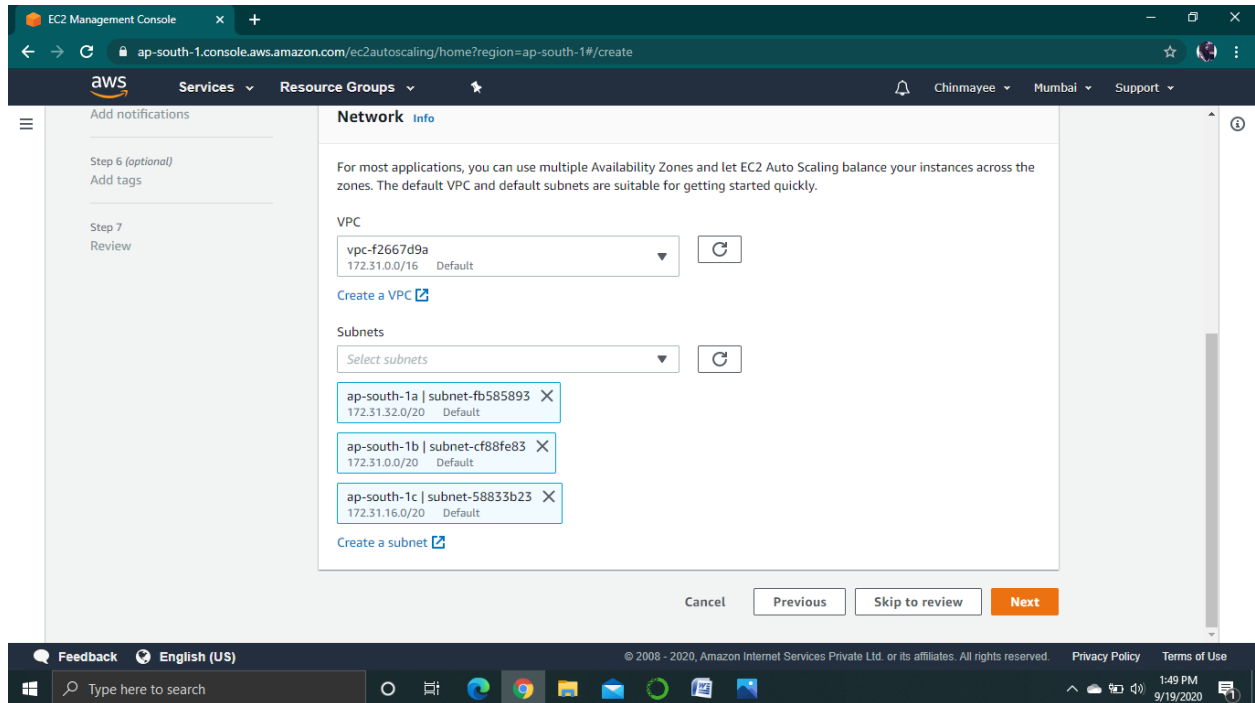 EC2 Management Console
ap-south-1.console.aws.amazon.com/ec2autoscaling/home?region=ap-south-1#/create
aws Services Resource Groups Chinmayee Mumbai Support
Add notifications
Step 6 (optional)
Add tags
Step 7
Review
Network Info
For most applications, you can use multiple Availability Zones and let EC2 Auto Scaling balance your instances across the
zones. The default VPC and default subnets are suitable for getting started quickly.
VPC
vpc-f2667d9a
172.31.0.0/16 Default
Create a VPC
Subnets
Select subnets
ap-south-1a | subnet-fb585893
172.31.32.0/20 Default
ap-south-1b | subnet-cf88fe83
172.31.0.0/20 Default
ap-south-1c | subnet-58833b23
172.31.16.0/20 Default
Create a subnet
Cancel Previous Skip to review Next
Feedback English (US) © 2008 - 2020, Amazon Internet Services Private Ltd. or its affiliates. All rights reserved. Privacy Policy Terms of Use
Type here to search
1:49 PM
9/19/2020